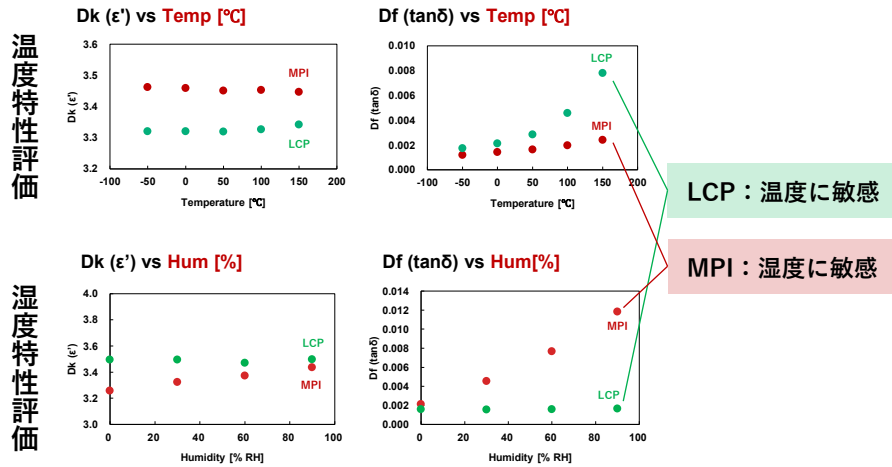 温度特性評価
Dk (ε') vs Temp [℃]
3.6
3.5
3.4
3.3
3.2
-100 -50 0 50 100 150 200
Dk (ε')
Temperature [℃]
MPI
LCP
Df (tanδ) vs Temp [℃]
0.010
0.008
0.006
0.004
0.002
0.000
-100 -50 0 50 100 150 200
Df (tanδ)
Temperature [℃]
LCP
MPI
LCP：温度に敏感
MPI：湿度に敏感
湿度特性評価
Dk (ε’) vs Hum [%]
4.0
3.8
3.6
3.4
3.2
3.0
0 20 40 60 80 100
Dk (ε')
Humidity [% RH]
LCP
MPI
Df (tanδ) vs Hum[%]
0.014
0.012
0.010
0.008
0.006
0.004
0.002
0.000
0 20 40 60 80 100
Df (tanδ)
Humidity [% RH]
MPI
LCP